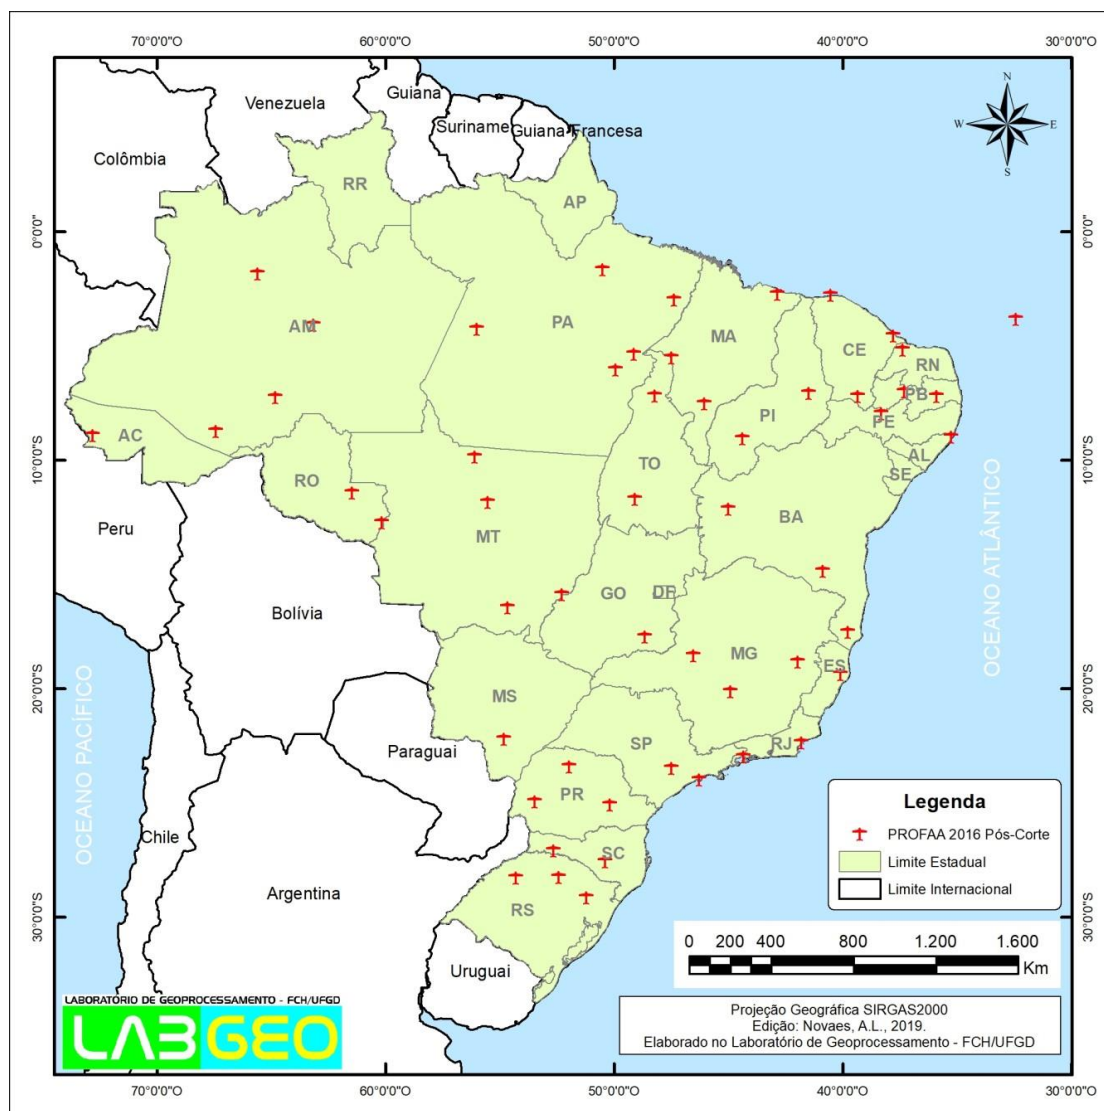 70°0'0"O 60°0'0"O 50°0'0"O 40°0'0"O 30°0'0"O
Venezuela
Guiana
Suriname
Guiana Francesa
Colômbia
N
W E
S
RR
AP
0°0'0"
0°0'0"
AM
PA
MA
CE
RN
PB
PI
PE
AC
AL
SE
TO
RO
BA
10°0'0"S
10°0'0"S
Peru
MT
OCEANO ATLÂNTICO
GO
DF
Bolívia
MG
ES
MS
20°0'0"S
20°0'0"S
OCEANO PACÍFICO
Paraguai
SP
RJ
PR
Chile
SC
Argentina
RS
30°0'0"S
30°0'0"S
Uruguai
Legenda
PROFAA 2016 Pós-Corte
Limite Estadual
Limite Internacional
0 200 400 800 1.200 1.600
Km
LABORATÓRIO DE GEOPROCESSAMENTO - FCH/UFGD
LABGEO
Projeção Geográfica SIRGAS2000
Edição: Novaes, A.L., 2019.
Elaborado no Laboratório de Geoprocessamento - FCH/UFGD
70°0'0"O 60°0'0"O 50°0'0"O 40°0'0"O 30°0'0"O